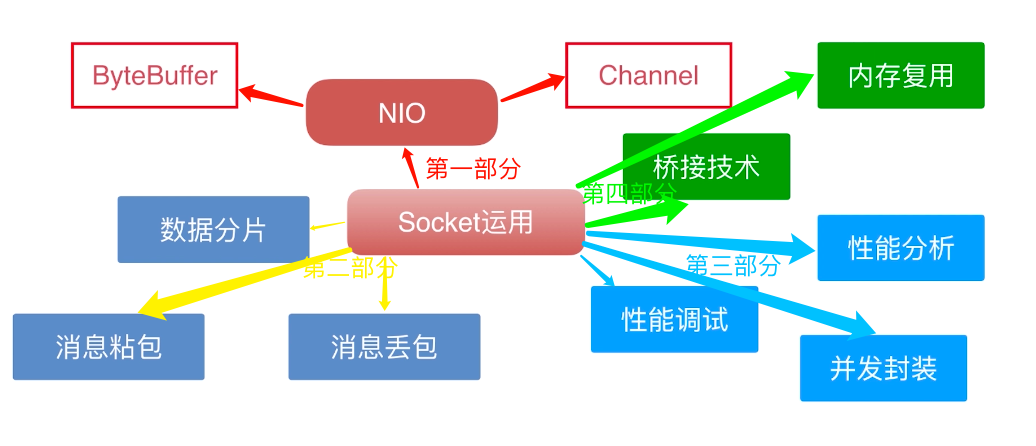 ByteBuffer
Channel
内存复用
NIO
桥接技术
第一部分
第四部分
数据分片
Socket运用
性能分析
第二部分
第三部分
消息粘包
消息丢包
性能调试
并发封装